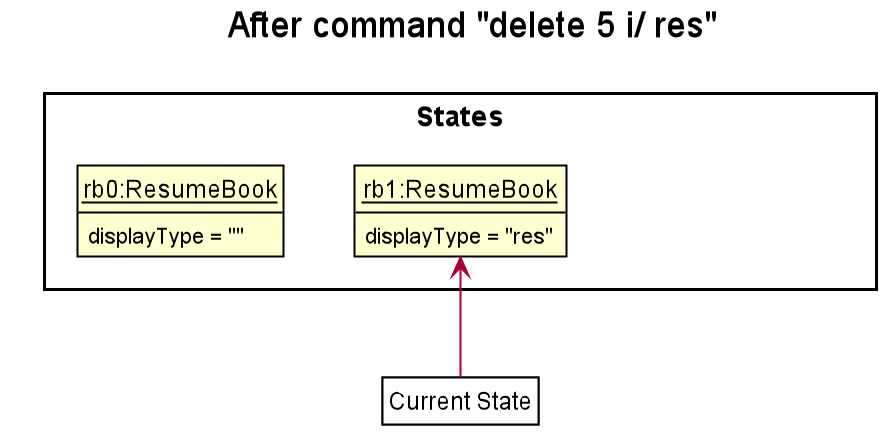 After command "delete 5 i/ res"
States
rb0:ResumeBook
rb1:ResumeBook
displayType = ""
displayType = "res"
Current State